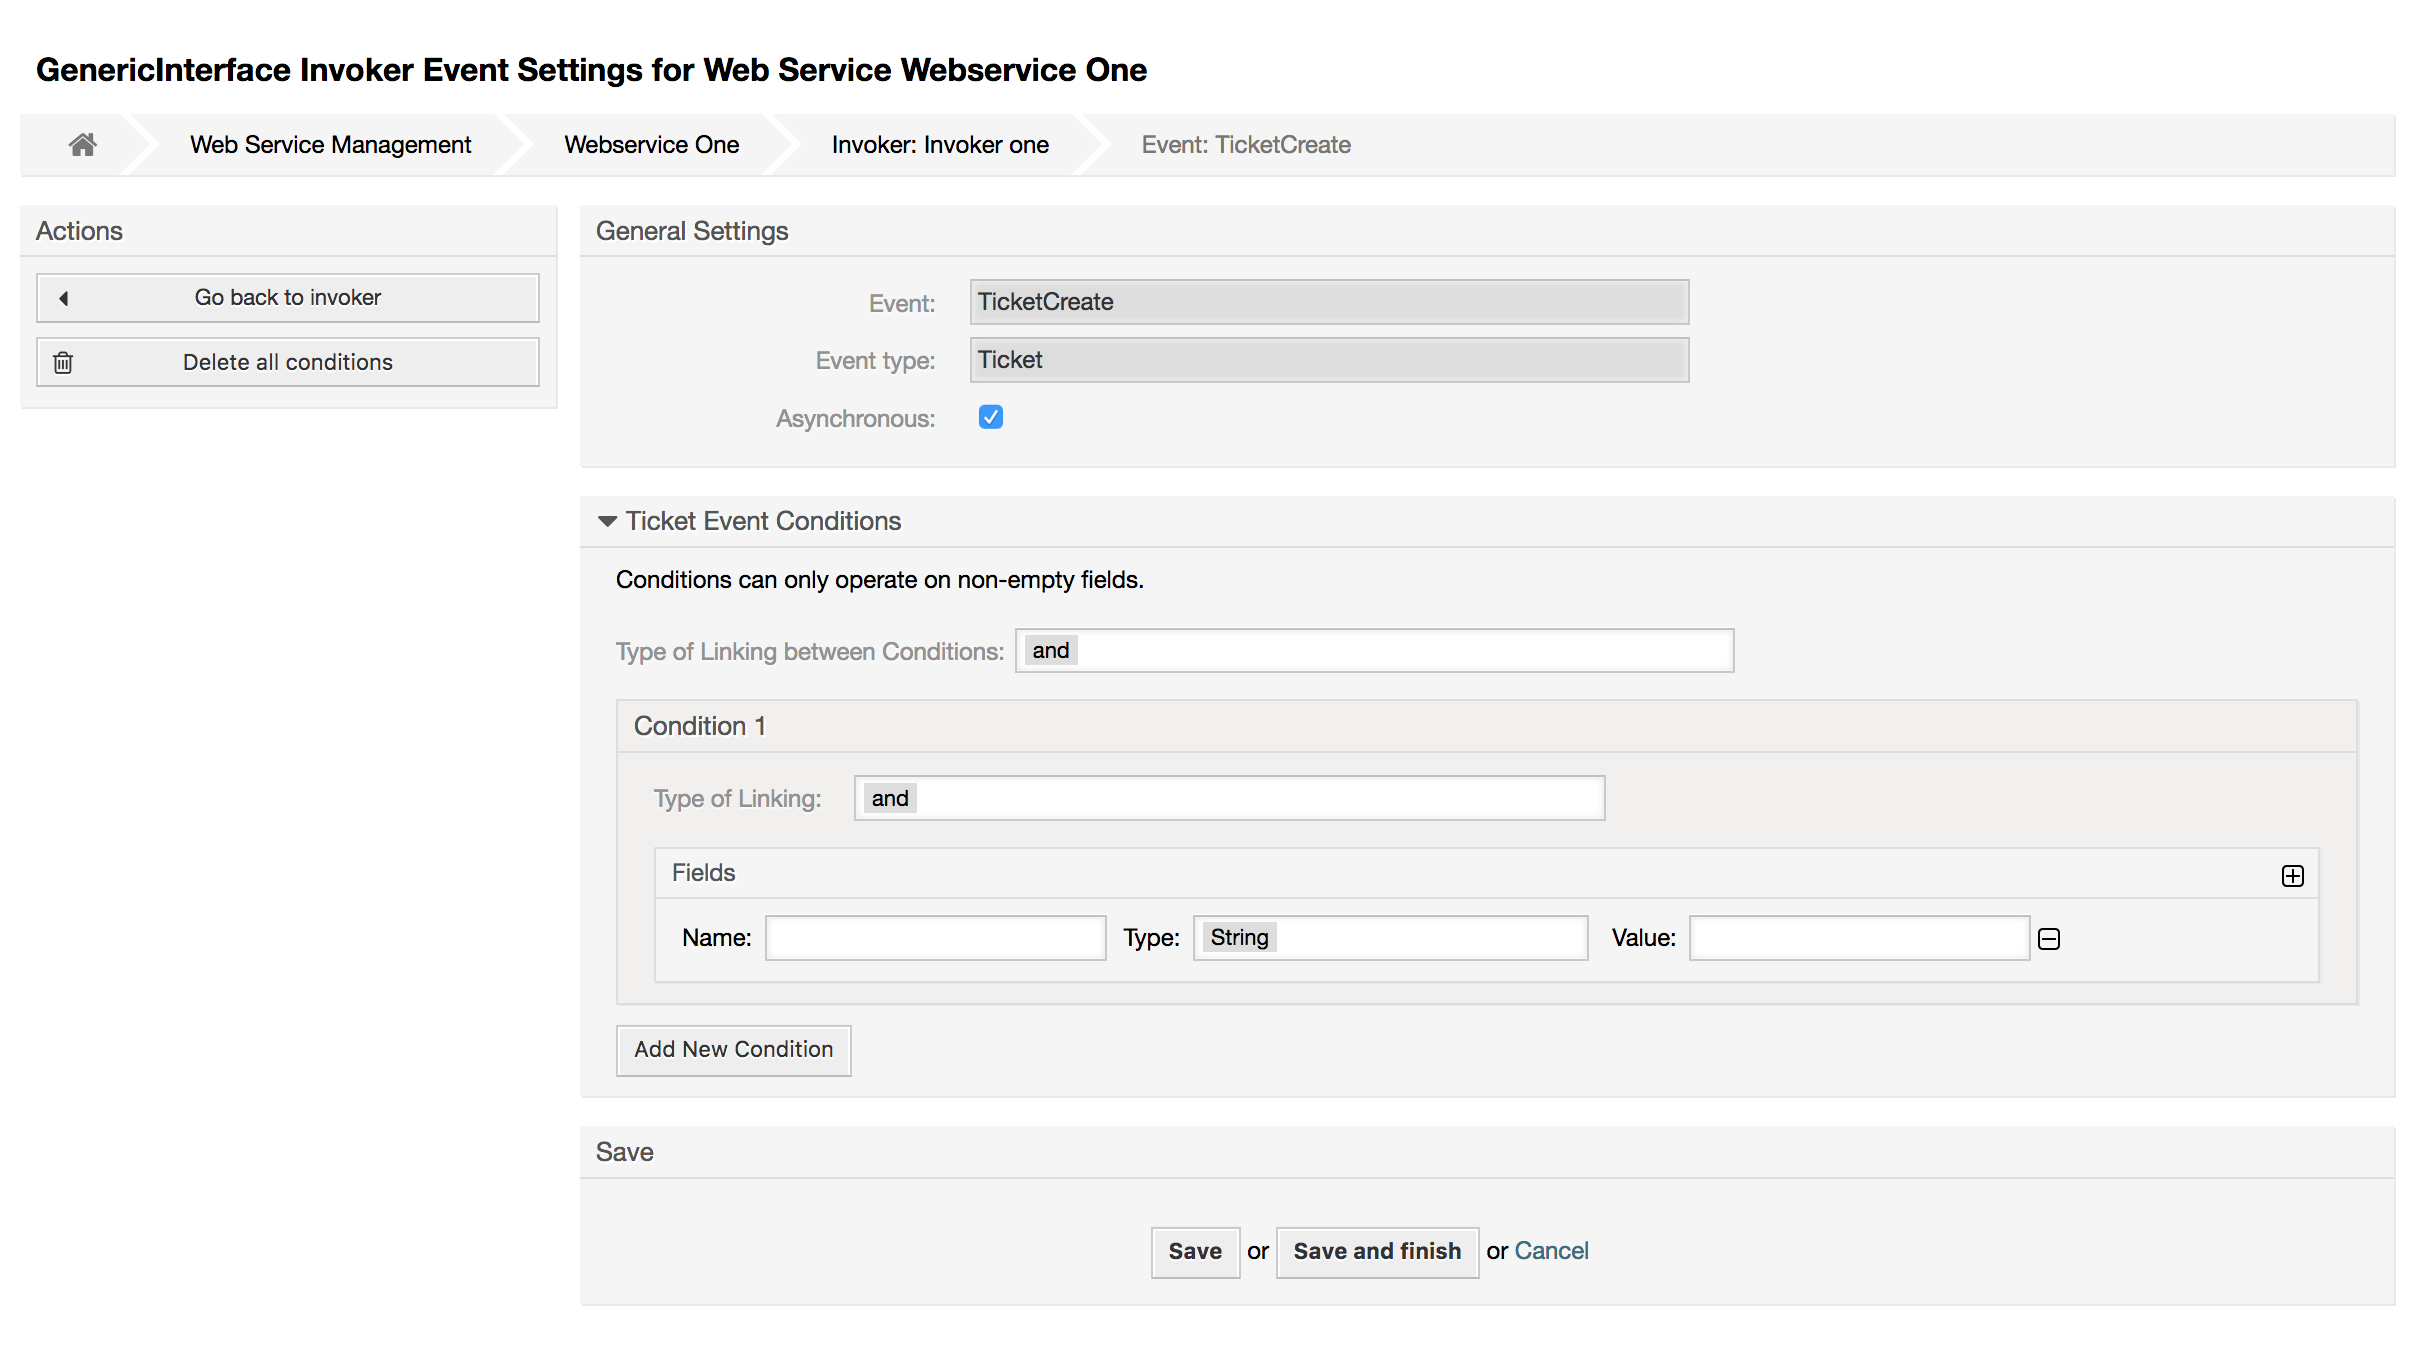 GenericInterface Invoker Event Settings for Web Service Webservice One
Web Service Management
Webservice One
Invoker: Invoker one
Event: TicketCreate
Actions
Go back to invoker
Delete all conditions
General Settings
Event: TicketCreate
Event type: Ticket
Asynchronous:
Ticket Event Conditions
Conditions can only operate on non-empty fields.
Type of Linking between Conditions: and
Condition 1
Type of Linking: and
Fields
Name: Type: String Value:
Add New Condition
Save
Save or Save and finish or Cancel